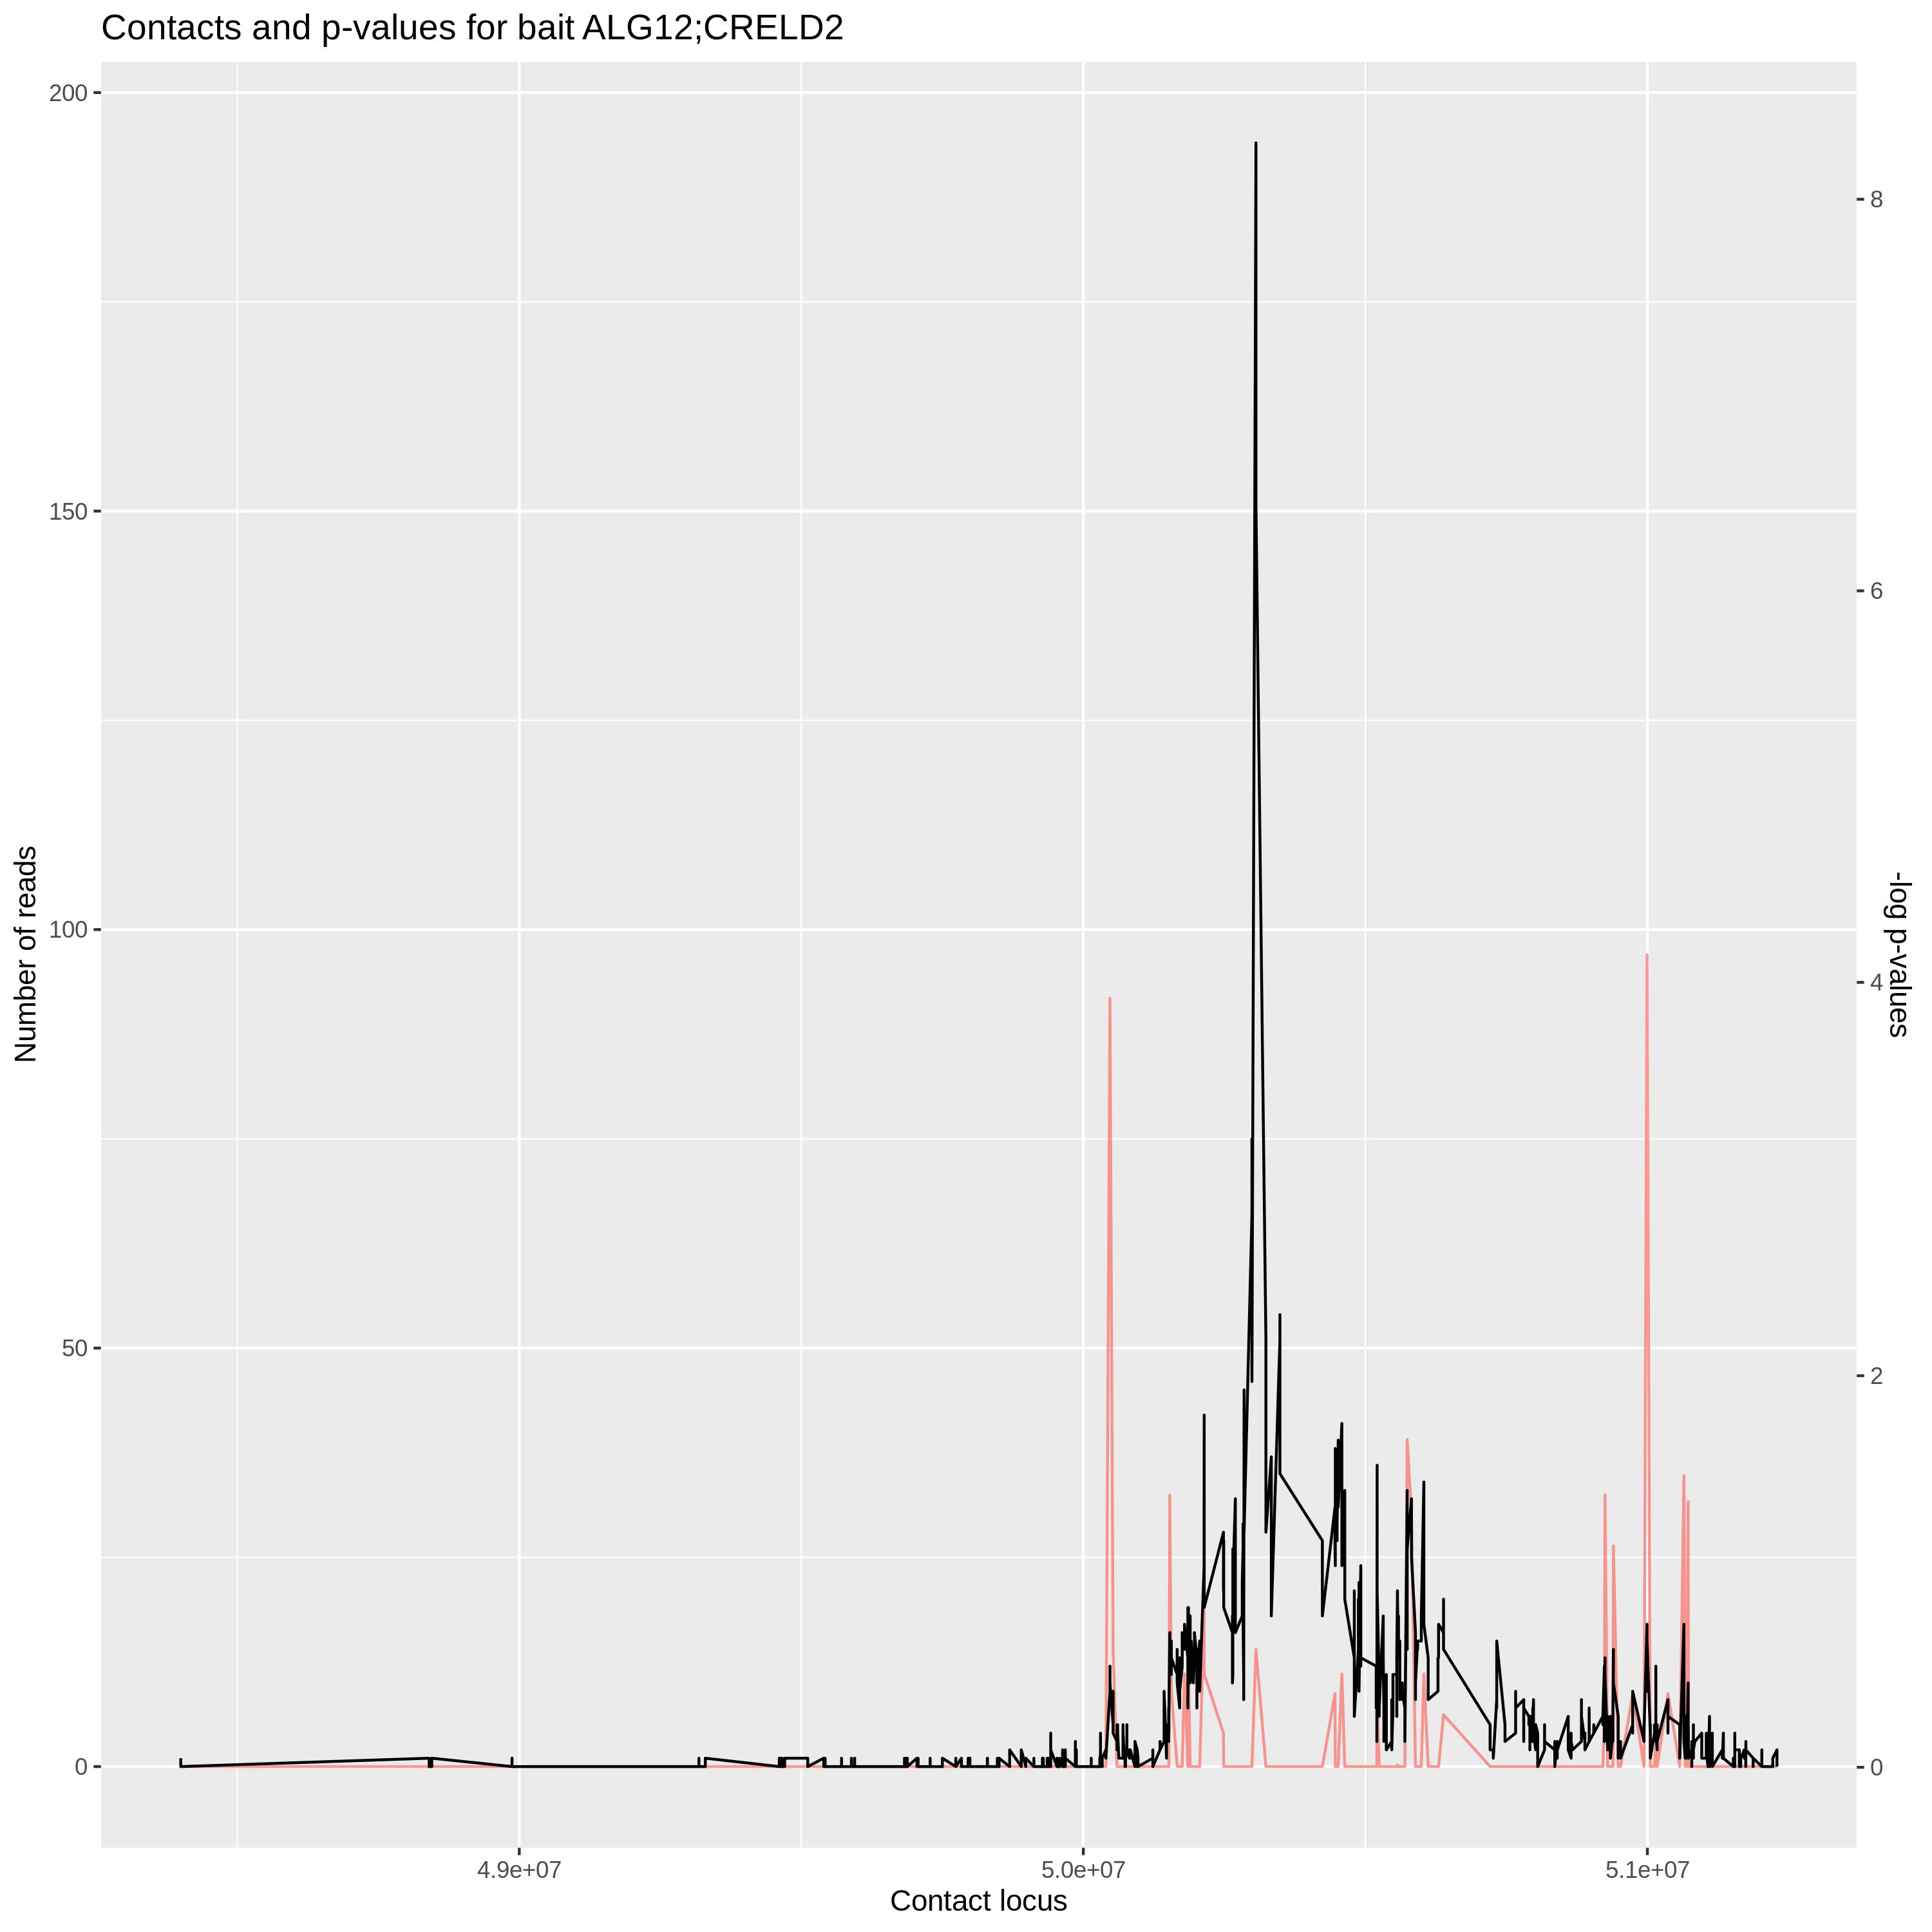 Contacts and p-values for bait ALG12;CRELD2
200
150
100
50
0
Number of reads
8
6
4
2
0
-log p-values
4.9e+07
5.0e+07
5.1e+07
Contact locus